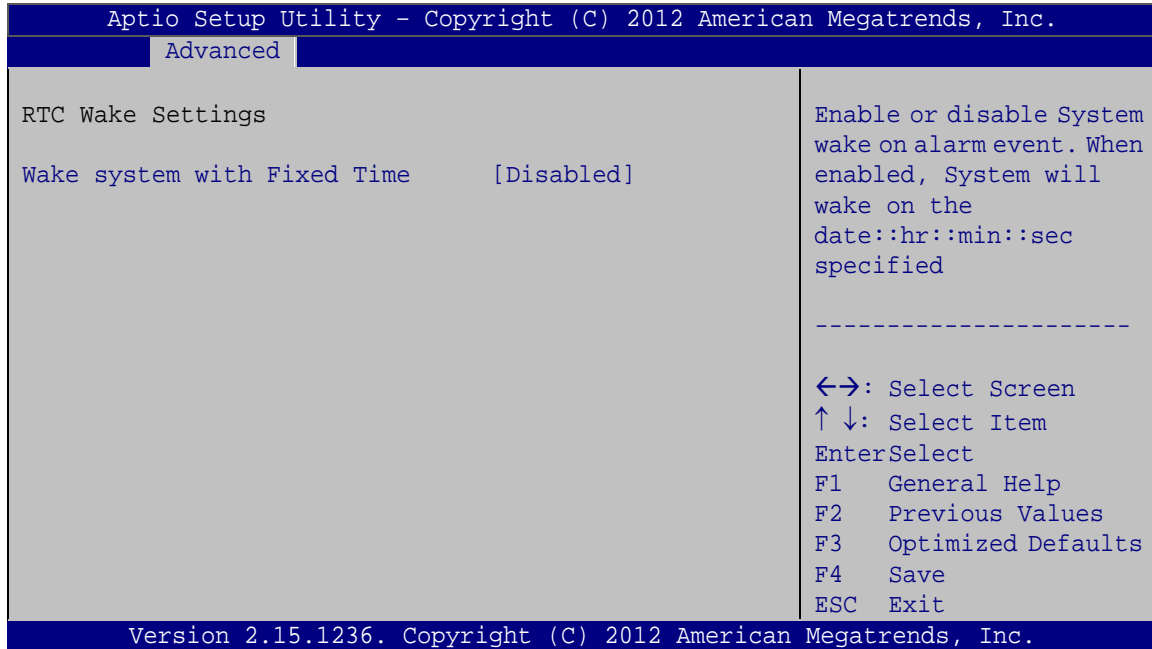 Aptio Setup Utility – Copyright (C) 2012 American Megatrends, Inc.
Advanced
RTC Wake Settings
Wake system with Fixed Time [Disabled]
Enable or disable System
wake on alarm event. When
enabled, System will
wake on the
date::hr::min::sec
specified
----------------------
←→: Select Screen
↑ ↓: Select Item
EnterSelect
F1 General Help
F2 Previous Values
F3 Optimized Defaults
F4 Save
ESC Exit
Version 2.15.1236. Copyright (C) 2012 American Megatrends, Inc.